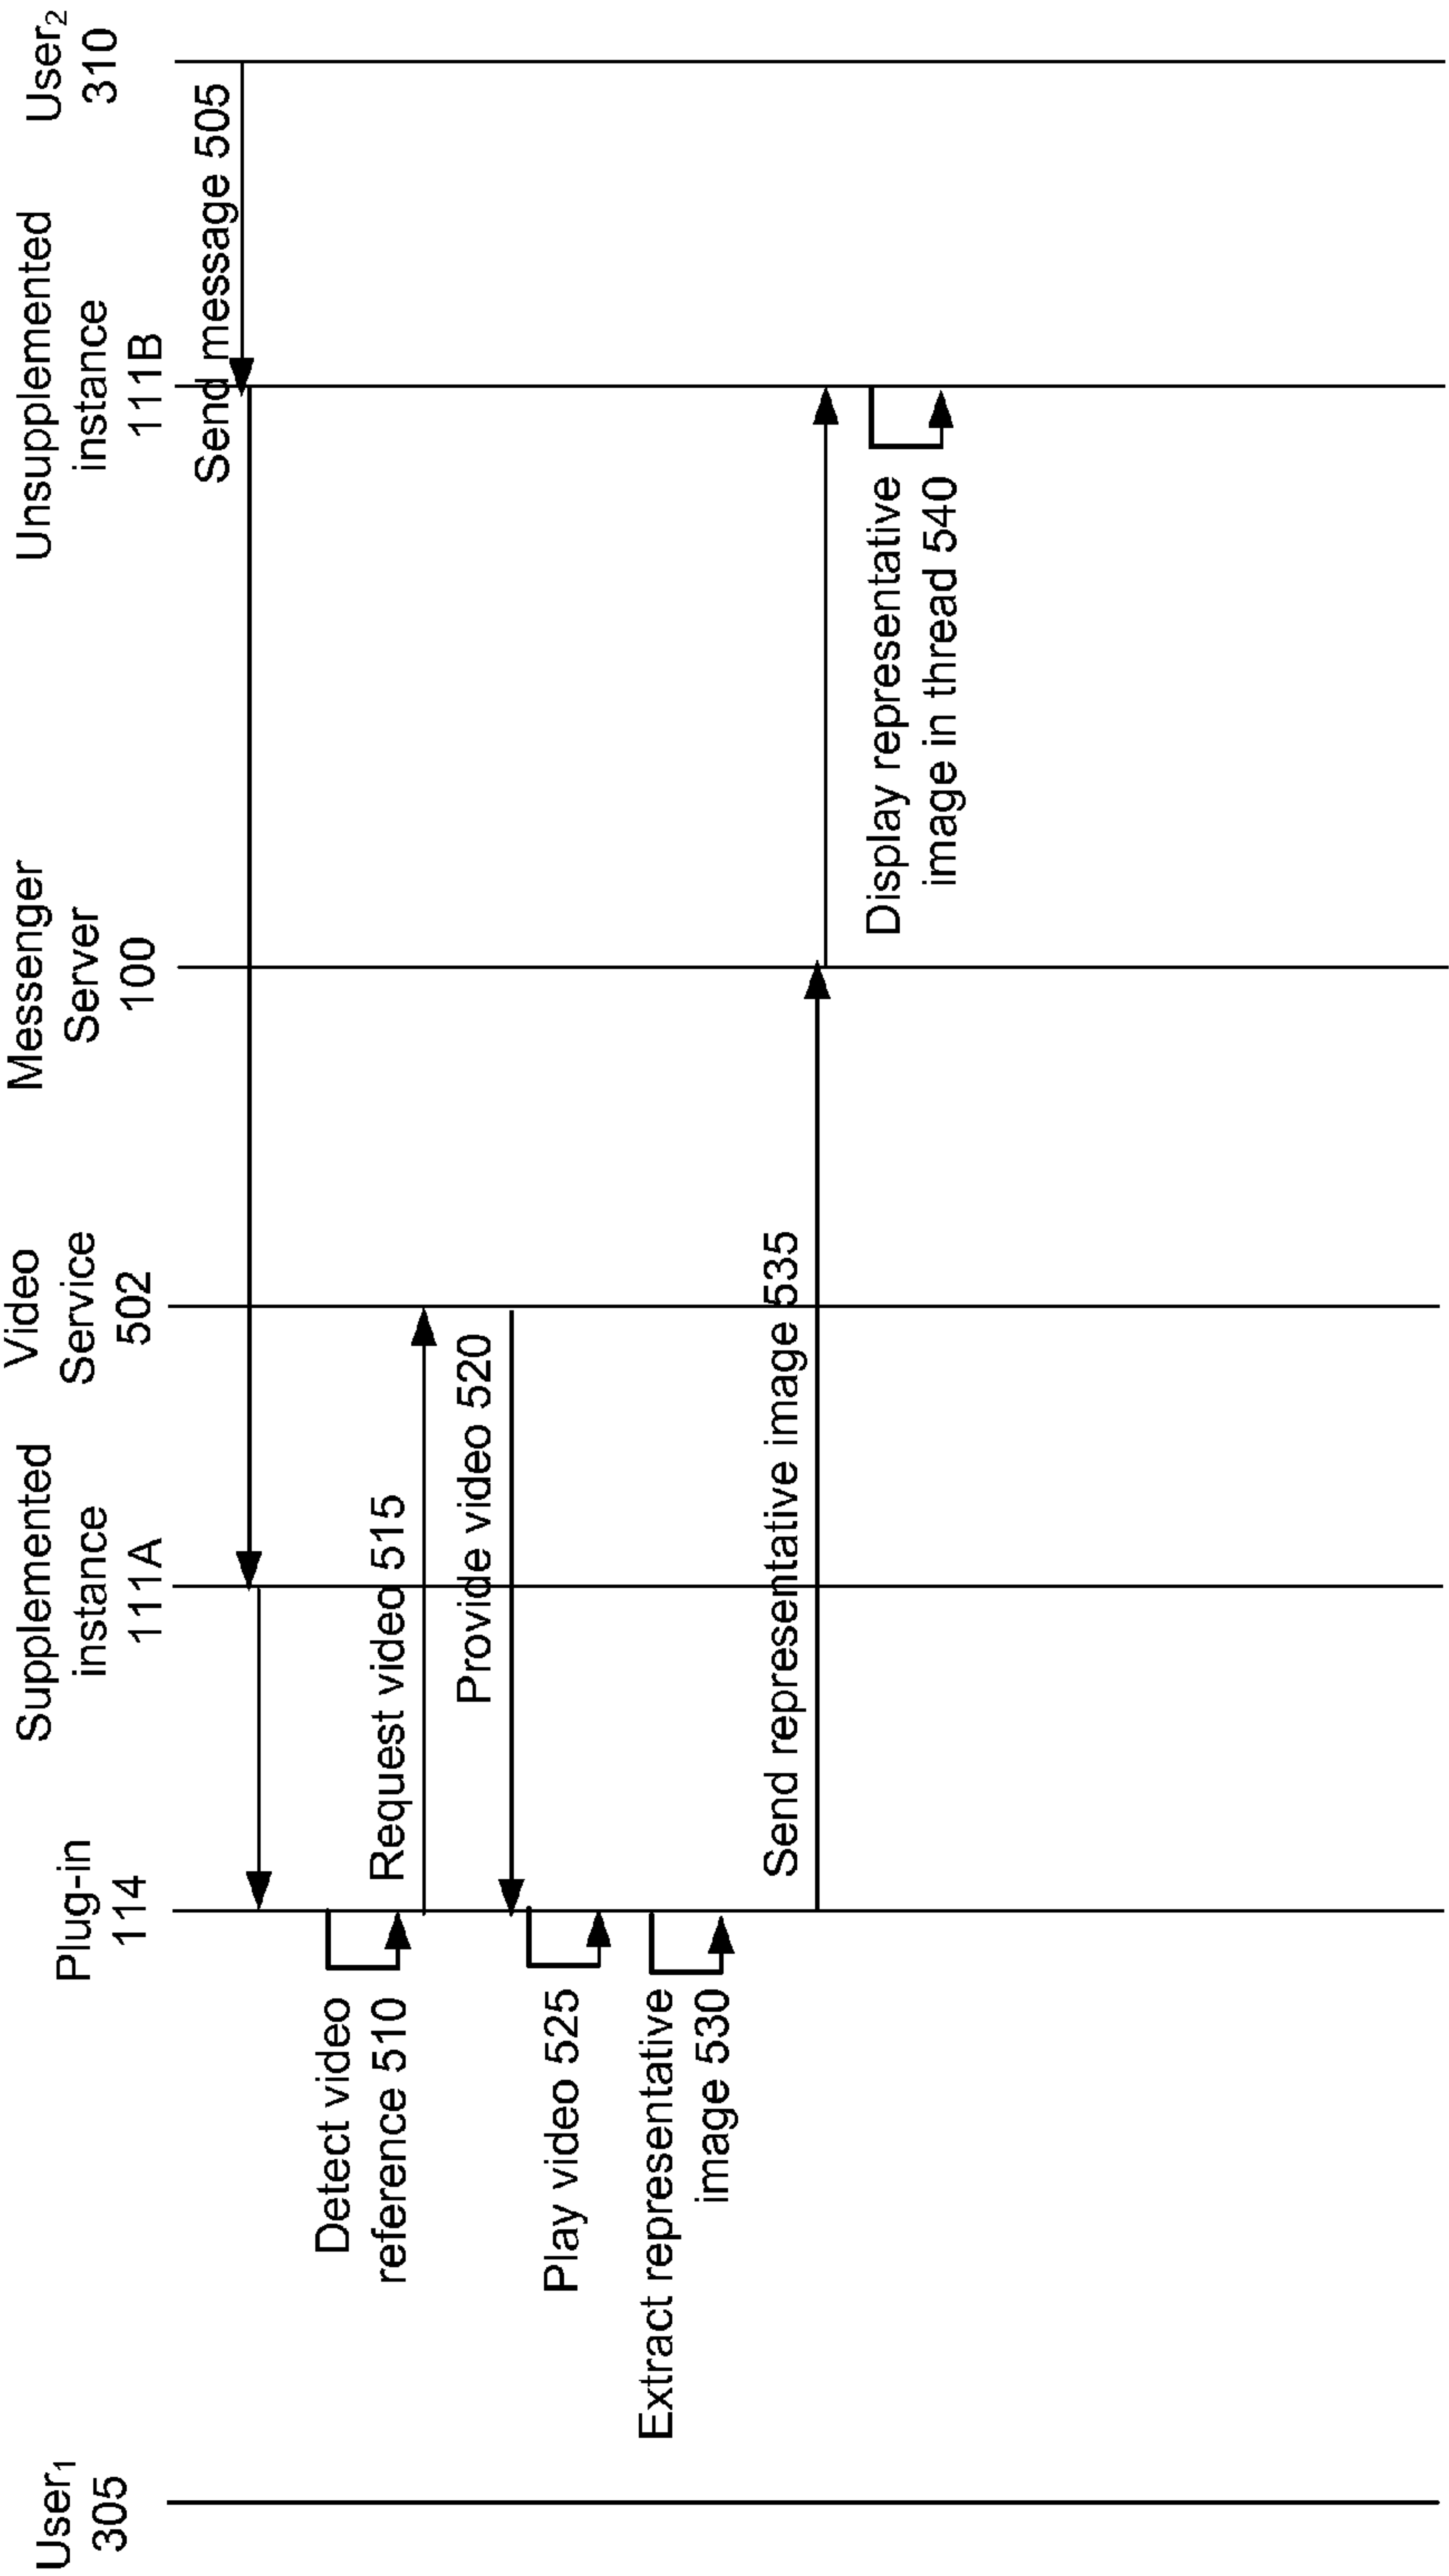 User₁
305
Plug-in
114
Supplemented
instance
111A
Video
Service
502
Messenger
Server
100
Unsupplemented
instance
111B
User₂
310
Send message 505
Detect video
reference 510
Request video 515
Provide video 520
Play video 525
Extract representative
image 530
Send representative image 535
Display representative
image in thread 540